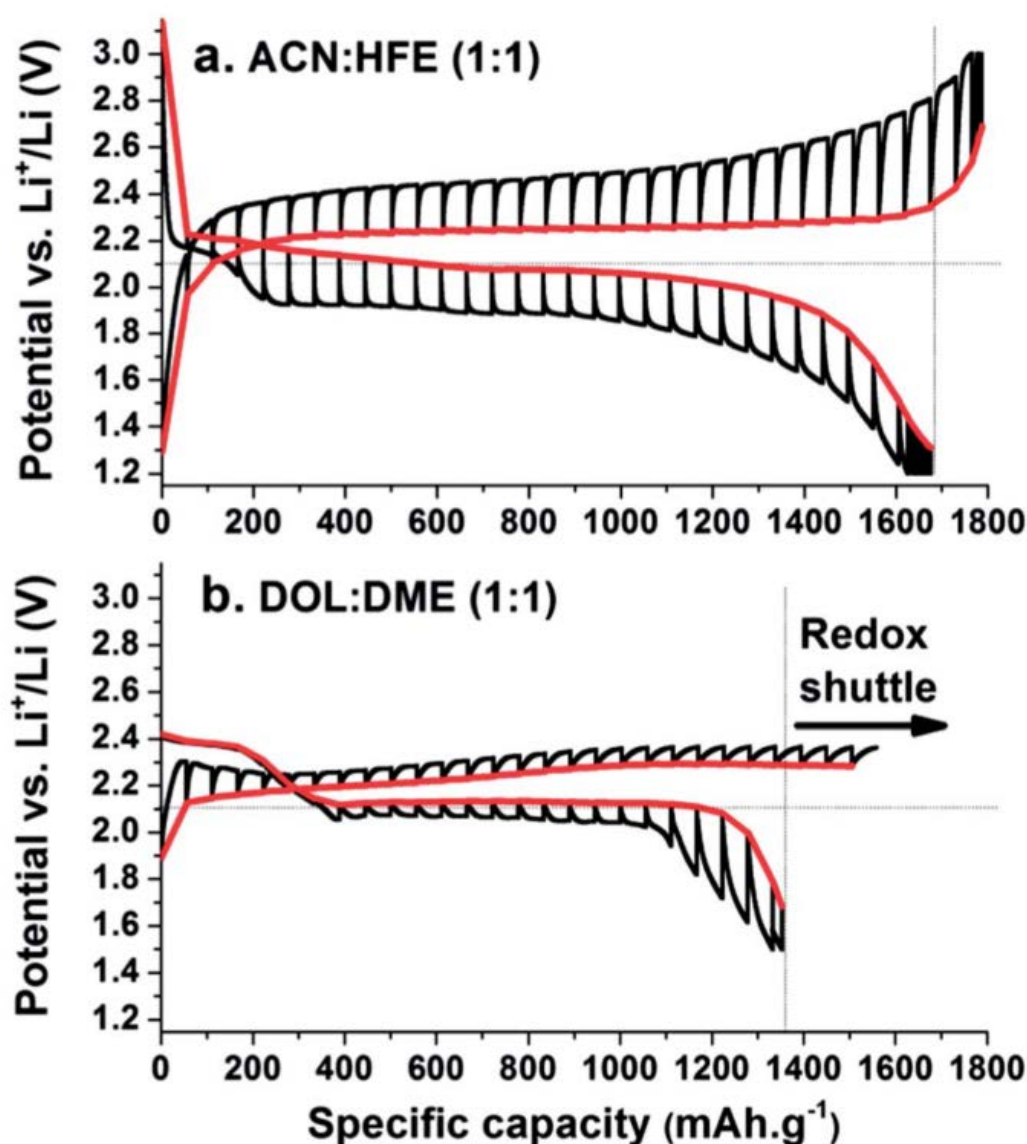 a. ACN:HFE (1:1)
Potential vs. Li⁺/Li (V)
3.0
2.8
2.6
2.4
2.2
2.0
1.8
1.6
1.4
1.2
0 200 400 600 800 1000 1200 1400 1600 1800
b. DOL:DME (1:1)
Potential vs. Li⁺/Li (V)
3.0
2.8
2.6
2.4
2.2
2.0
1.8
1.6
1.4
1.2
Redox
shuttle
0 200 400 600 800 1000 1200 1400 1600 1800
Specific capacity (mAh.g⁻¹)